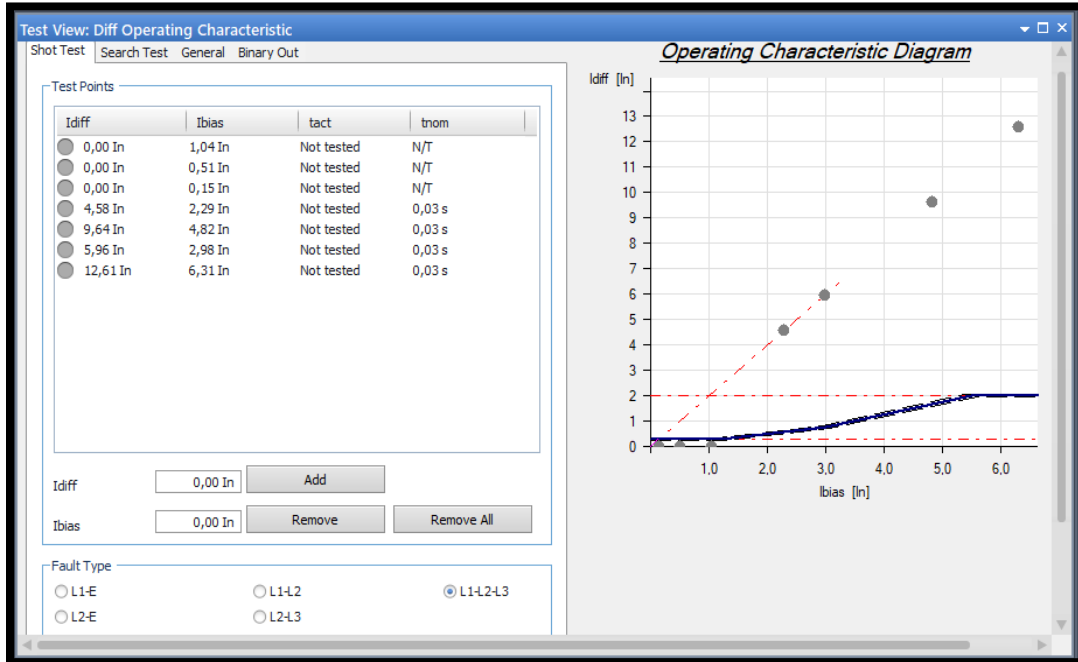 Test View: Diff Operating Characteristic
Shot Test Search Test General Binary Out
Test Points
Idiff Ibias tact tnom
0,00 In 1,04 In Not tested N/T
0,00 In 0,51 In Not tested N/T
0,00 In 0,15 In Not tested N/T
4,58 In 2,29 In Not tested 0,03 s
9,64 In 4,82 In Not tested 0,03 s
5,96 In 2,98 In Not tested 0,03 s
12,61 In 6,31 In Not tested 0,03 s
Idiff 0,00 In Add
Ibias 0,00 In Remove Remove All
Fault Type
L1-E L1-L2 L1-L2-L3
L2-E L2-L3
Operating Characteristic Diagram
Idiff [In]
13
12
11
10
9
8
7
6
5
4
3
2
1
0
1,0 2,0 3,0 4,0 5,0 6,0
Ibias [In]